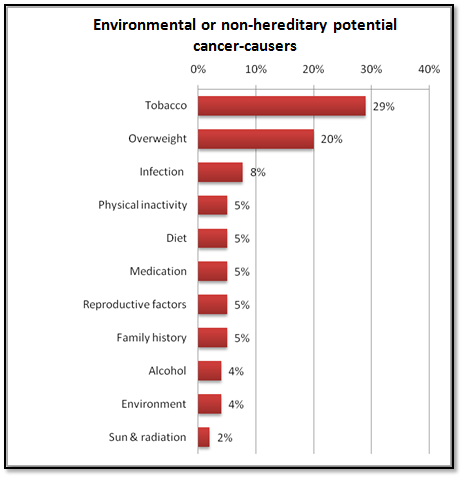 Environmental or non-hereditary potential
cancer-causers
0% 10% 20% 30% 40%
Tobacco 29%
Overweight 20%
Infection 8%
Physical inactivity 5%
Diet 5%
Medication 5%
Reproductive factors 5%
Family history 5%
Alcohol 4%
Environment 4%
Sun & radiation 2%